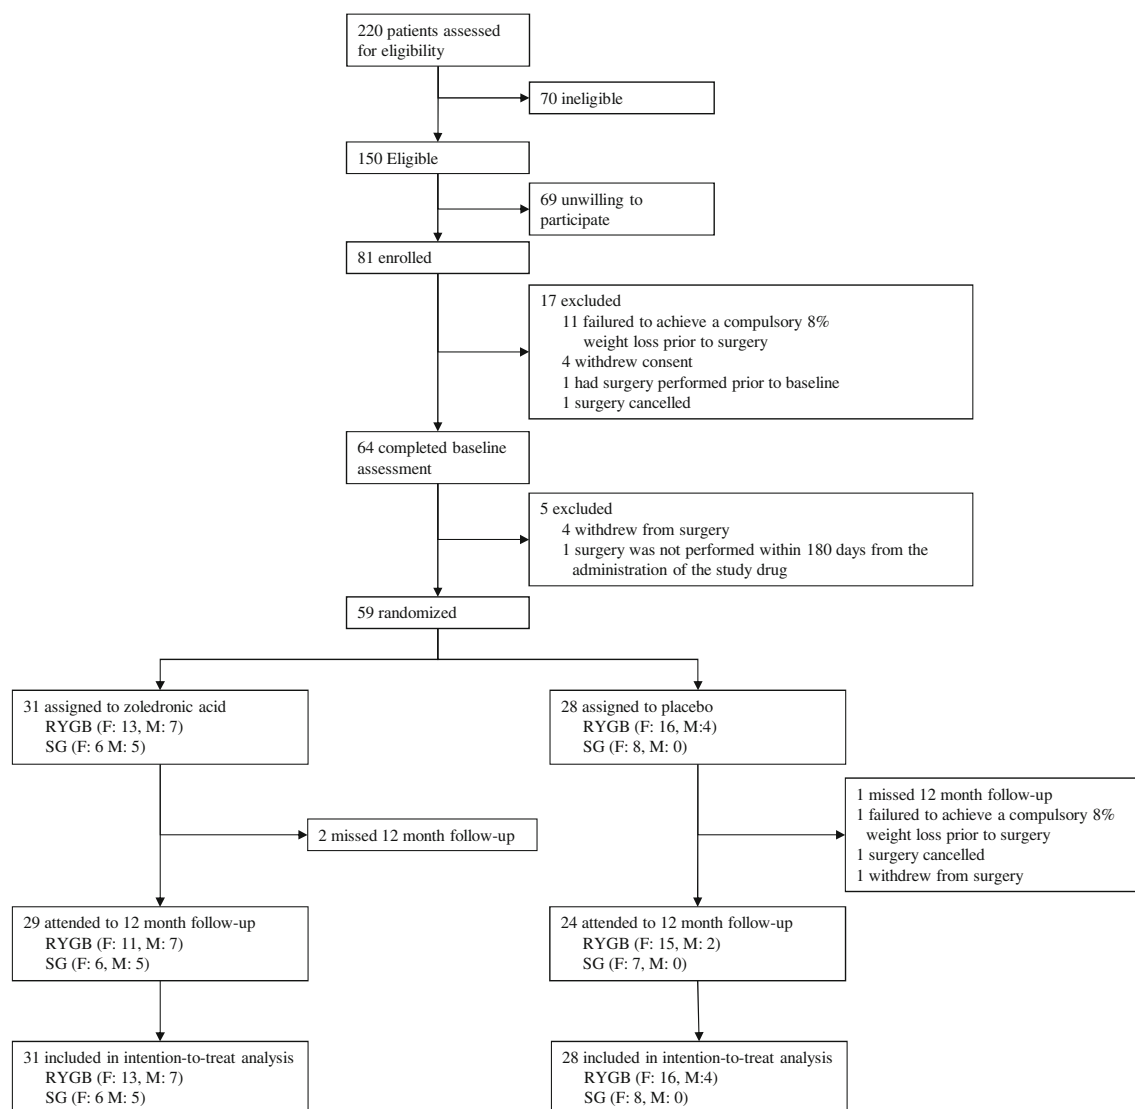 220 patients assessed
for eligibility
70 ineligible
150 Eligible
69 unwilling to
participate
81 enrolled
17 excluded
11 failured to achieve a compulsory 8%
weight loss prior to surgery
4 withdrew consent
1 had surgery performed prior to baseline
1 surgery cancelled
64 completed baseline
assessment
5 excluded
4 withdrew from surgery
1 surgery was not performed within 180 days from the
administration of the study drug
59 randomized
31 assigned to zoledronic acid
RYGB (F: 13, M: 7)
SG (F: 6 M: 5)
28 assigned to placebo
RYGB (F: 16, M:4)
SG (F: 8, M: 0)
2 missed 12 month follow-up
1 missed 12 month follow-up
1 failured to achieve a compulsory 8%
weight loss prior to surgery
1 surgery cancelled
1 withdrew from surgery
29 attended to 12 month follow-up
RYGB (F: 11, M: 7)
SG (F: 6, M: 5)
24 attended to 12 month follow-up
RYGB (F: 15, M: 2)
SG (F: 7, M: 0)
31 included in intention-to-treat analysis
RYGB (F: 13, M: 7)
SG (F: 6 M: 5)
28 included in intention-to-treat analysis
RYGB (F: 16, M:4)
SG (F: 8, M: 0)